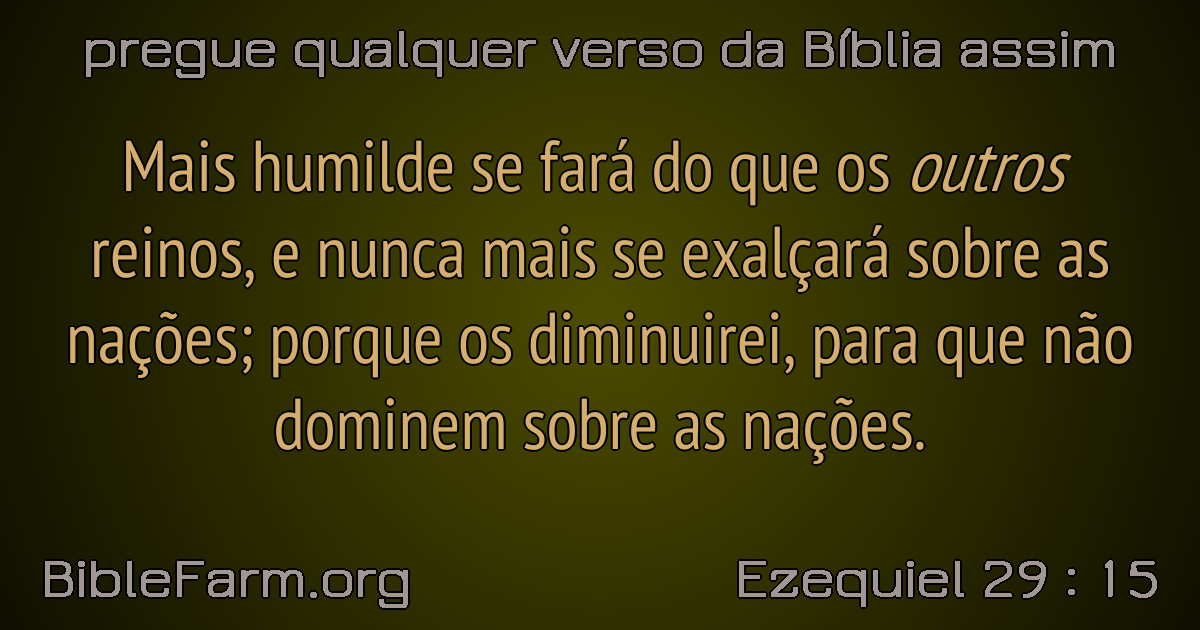 pregue qualquer verso da Bíblia assim
Mais humilde se fará do que os outros
reinos, e nunca mais se exalçará sobre as
nações; porque os diminuirei, para que não
dominem sobre as nações.
BibleFarm.org
Ezequiel 29 : 15